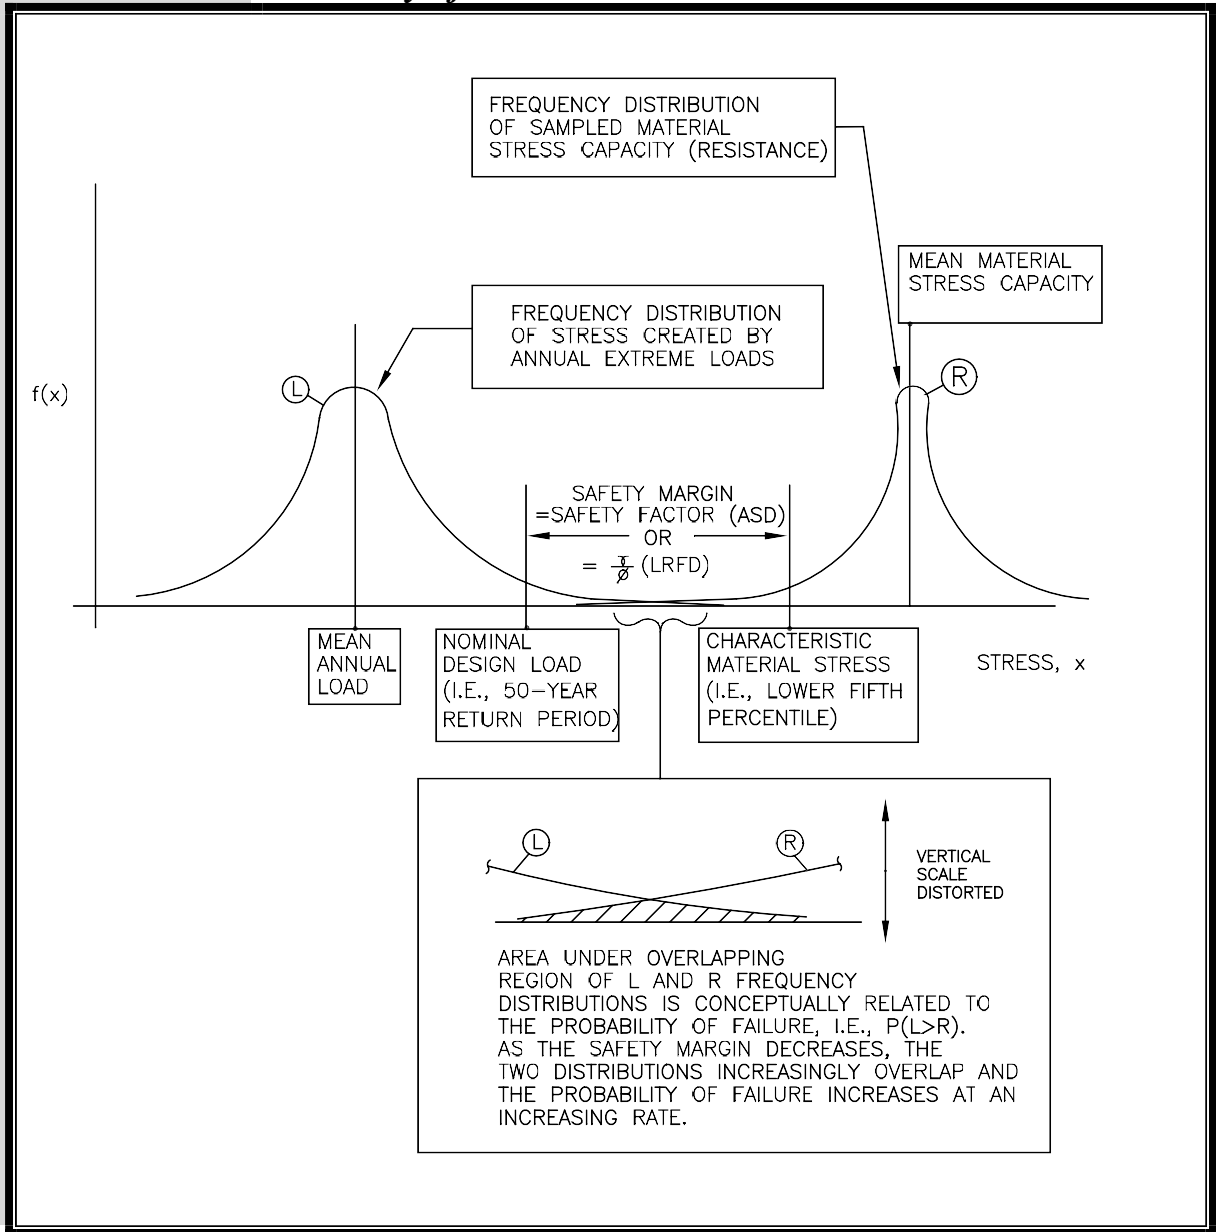 FREQUENCY DISTRIBUTION
OF SAMPLED MATERIAL
STRESS CAPACITY (RESISTANCE)
MEAN MATERIAL
STRESS CAPACITY
FREQUENCY DISTRIBUTION
OF STRESS CREATED BY
ANNUAL EXTREME LOADS
L
R
f(x)
SAFETY MARGIN
=SAFETY FACTOR (ASD)
OR
= γ/ø (LRFD)
MEAN
ANNUAL
LOAD
NOMINAL
DESIGN LOAD
(I.E., 50-YEAR
RETURN PERIOD)
CHARACTERISTIC
MATERIAL STRESS
(I.E., LOWER FIFTH
PERCENTILE)
STRESS, x
L
R
VERTICAL
SCALE
DISTORTED
AREA UNDER OVERLAPPING
REGION OF L AND R FREQUENCY
DISTRIBUTIONS IS CONCEPTUALLY RELATED TO
THE PROBABILITY OF FAILURE, I.E., P(L>R).
AS THE SAFETY MARGIN DECREASES, THE
TWO DISTRIBUTIONS INCREASINGLY OVERLAP AND
THE PROBABILITY OF FAILURE INCREASES AT AN
INCREASING RATE.